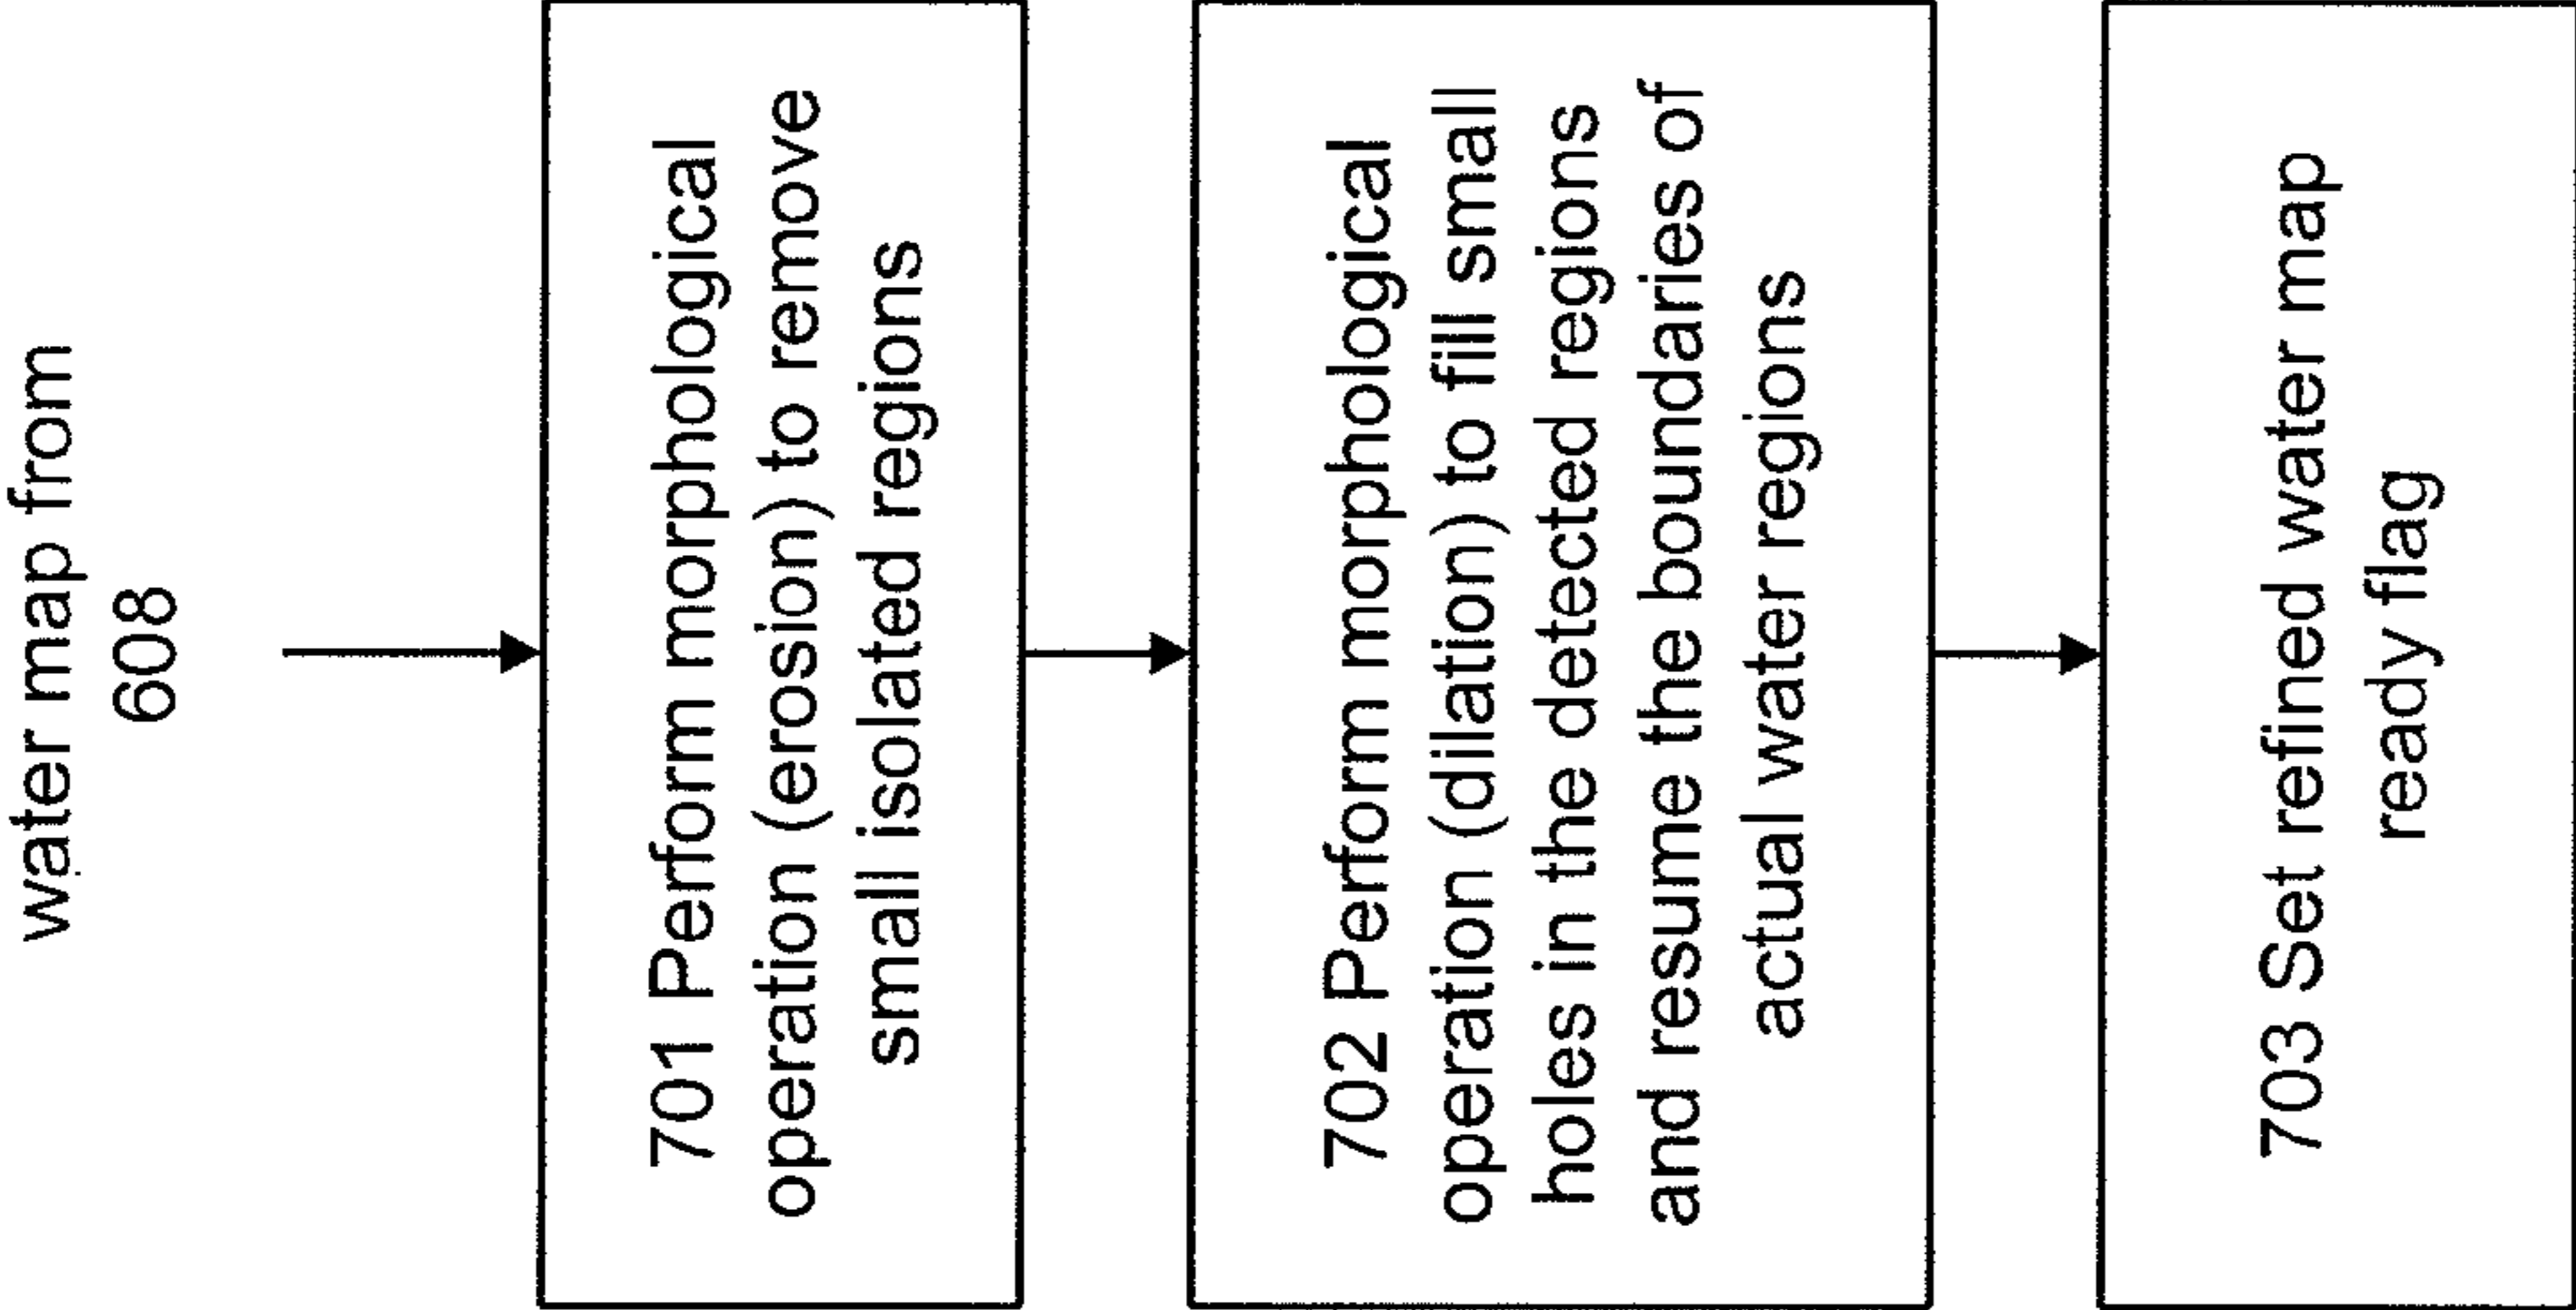 water map from
608
701 Perform morphological
operation (erosion) to remove
small isolated regions
702 Perform morphological
operation (dilation) to fill small
holes in the detected regions
and resume the boundaries of
actual water regions
703 Set refined water map
ready flag